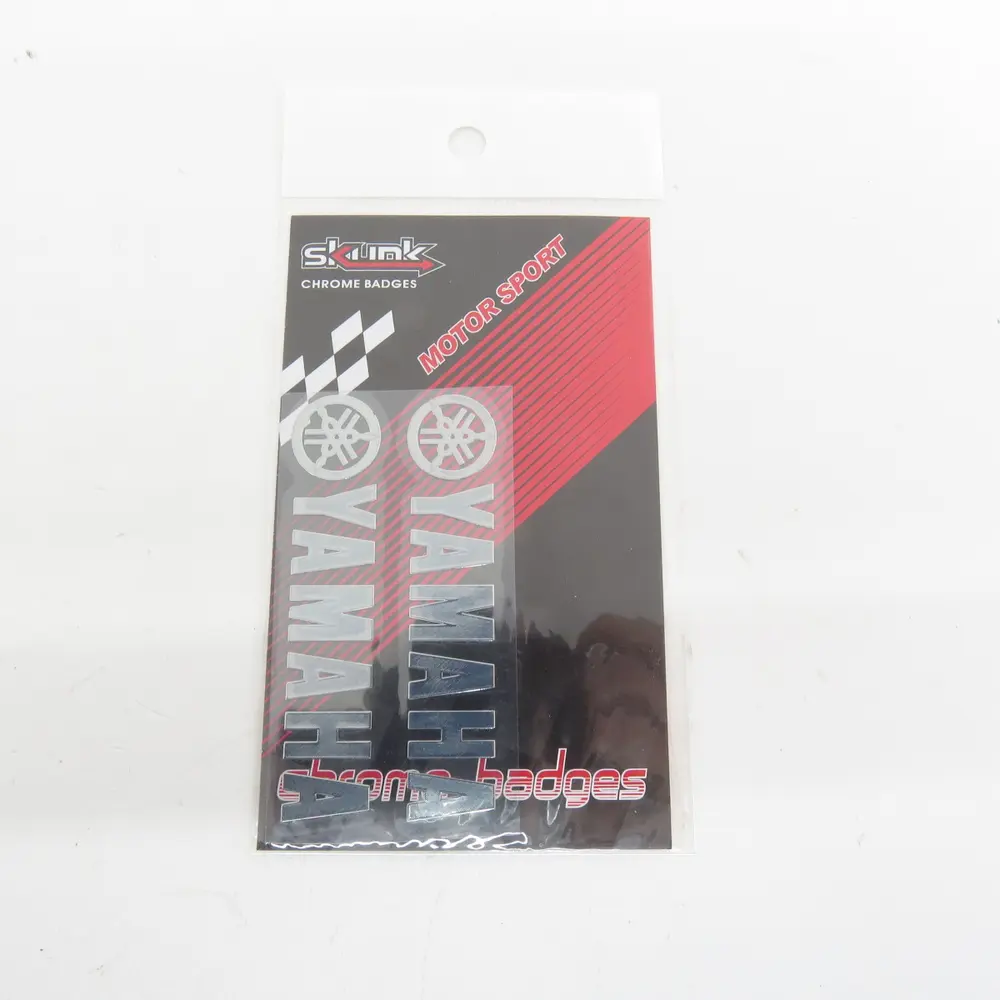 skunk
CHROME BADGES
MOTOR SPORT
YAMAHA
YAMAHA
chrome badges